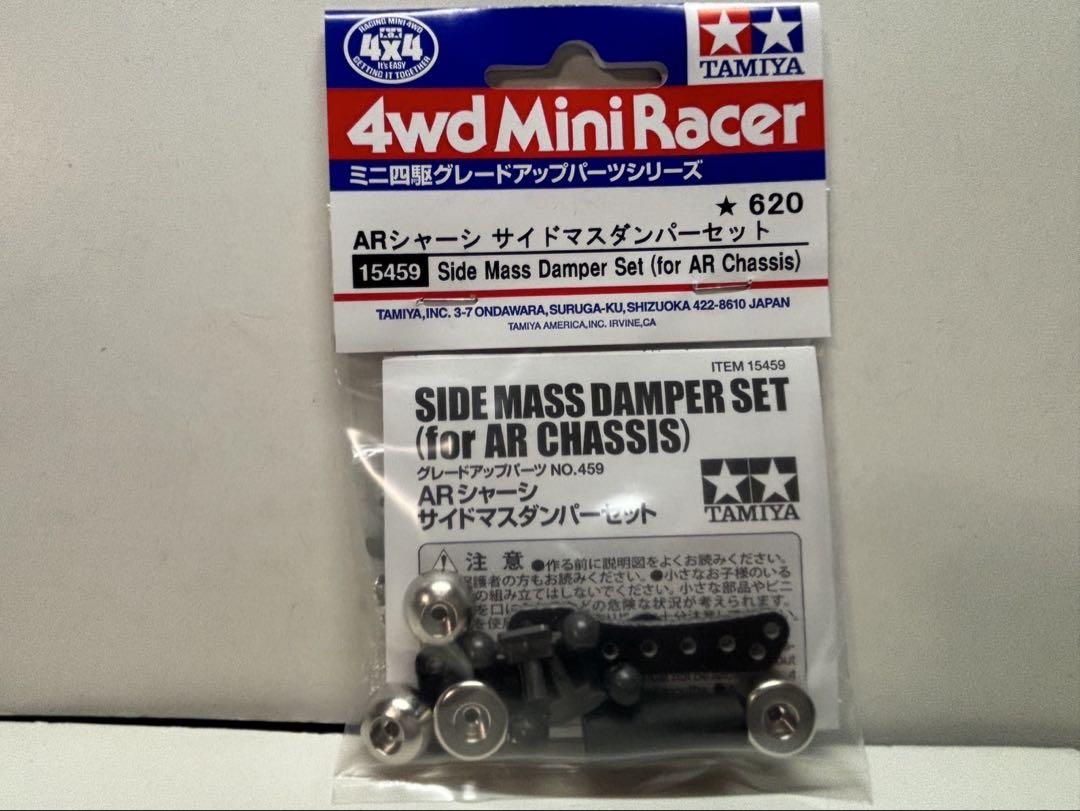 RACING MINI 4WD
4x4
It's EASY
GETTING IT TOGETHER
TAMIYA
4wd Mini Racer
ミニ四駆グレードアップパーツシリーズ
★ 620
ARシャーシ サイドマスダンパーセット
15459 Side Mass Damper Set (for AR Chassis)
TAMIYA,INC. 3-7 ONDAWARA, SURUGA-KU, SHIZUOKA 422-8610 JAPAN
TAMIYA AMERICA,INC. IRVINE,CA
ITEM 15459
SIDE MASS DAMPER SET
(for AR CHASSIS)
グレードアップパーツ NO.459
ARシャーシ
サイドマスダンパーセット
TAMIYA
注意 ●作る前に説明図をよくお読みください。
保護者の方もお読みください。●小さなお子様のいる
の組み立てはしないでください。小さな部品やビニ
を口に どの危険な状況が考えられます。